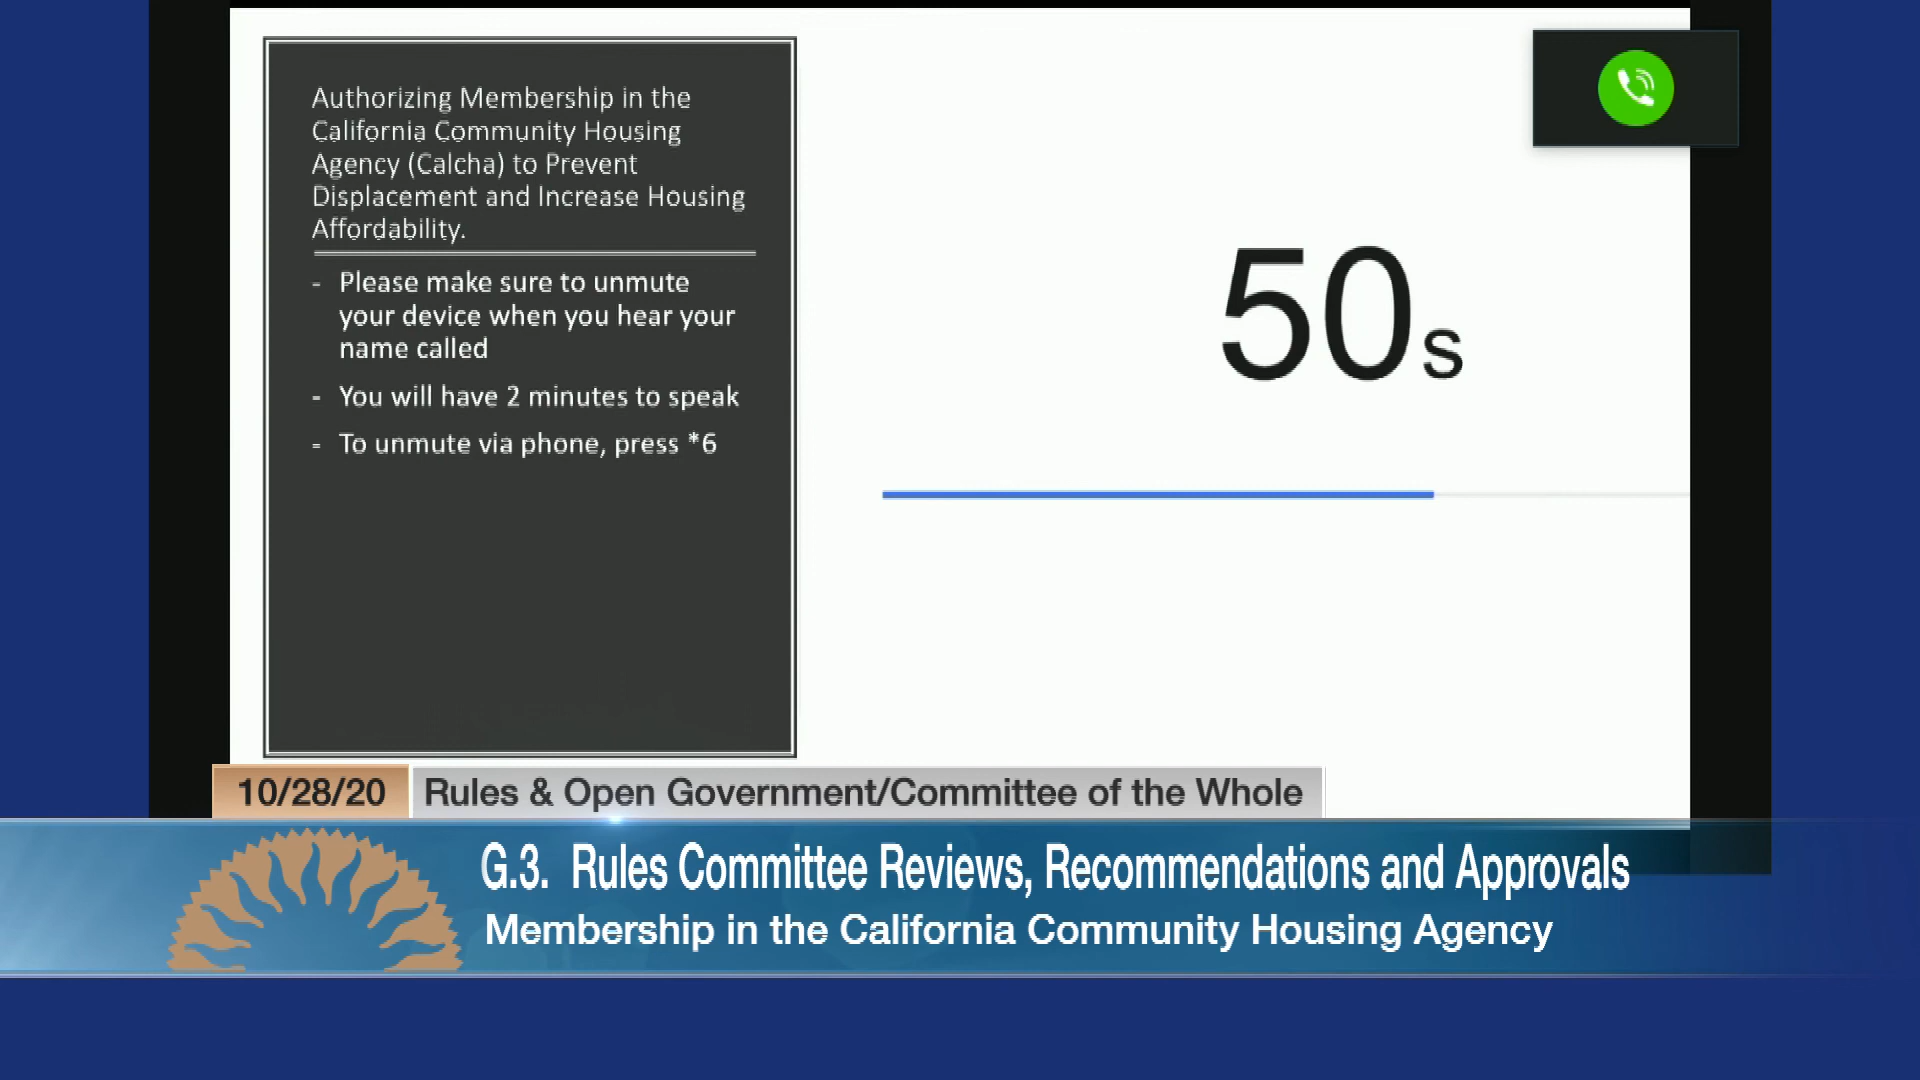 Authorizing Membership in the
California Community Housing
Agency (Calcha) to Prevent
Displacement and Increase Housing
Affordability.
- Please make sure to unmute
your device when you hear your
name called
- You will have 2 minutes to speak
- To unmute via phone, press *6
50s
10/28/20 Rules & Open Government/Committee of the Whole
G.3. Rules Committee Reviews, Recommendations and Approvals
Membership in the California Community Housing Agency